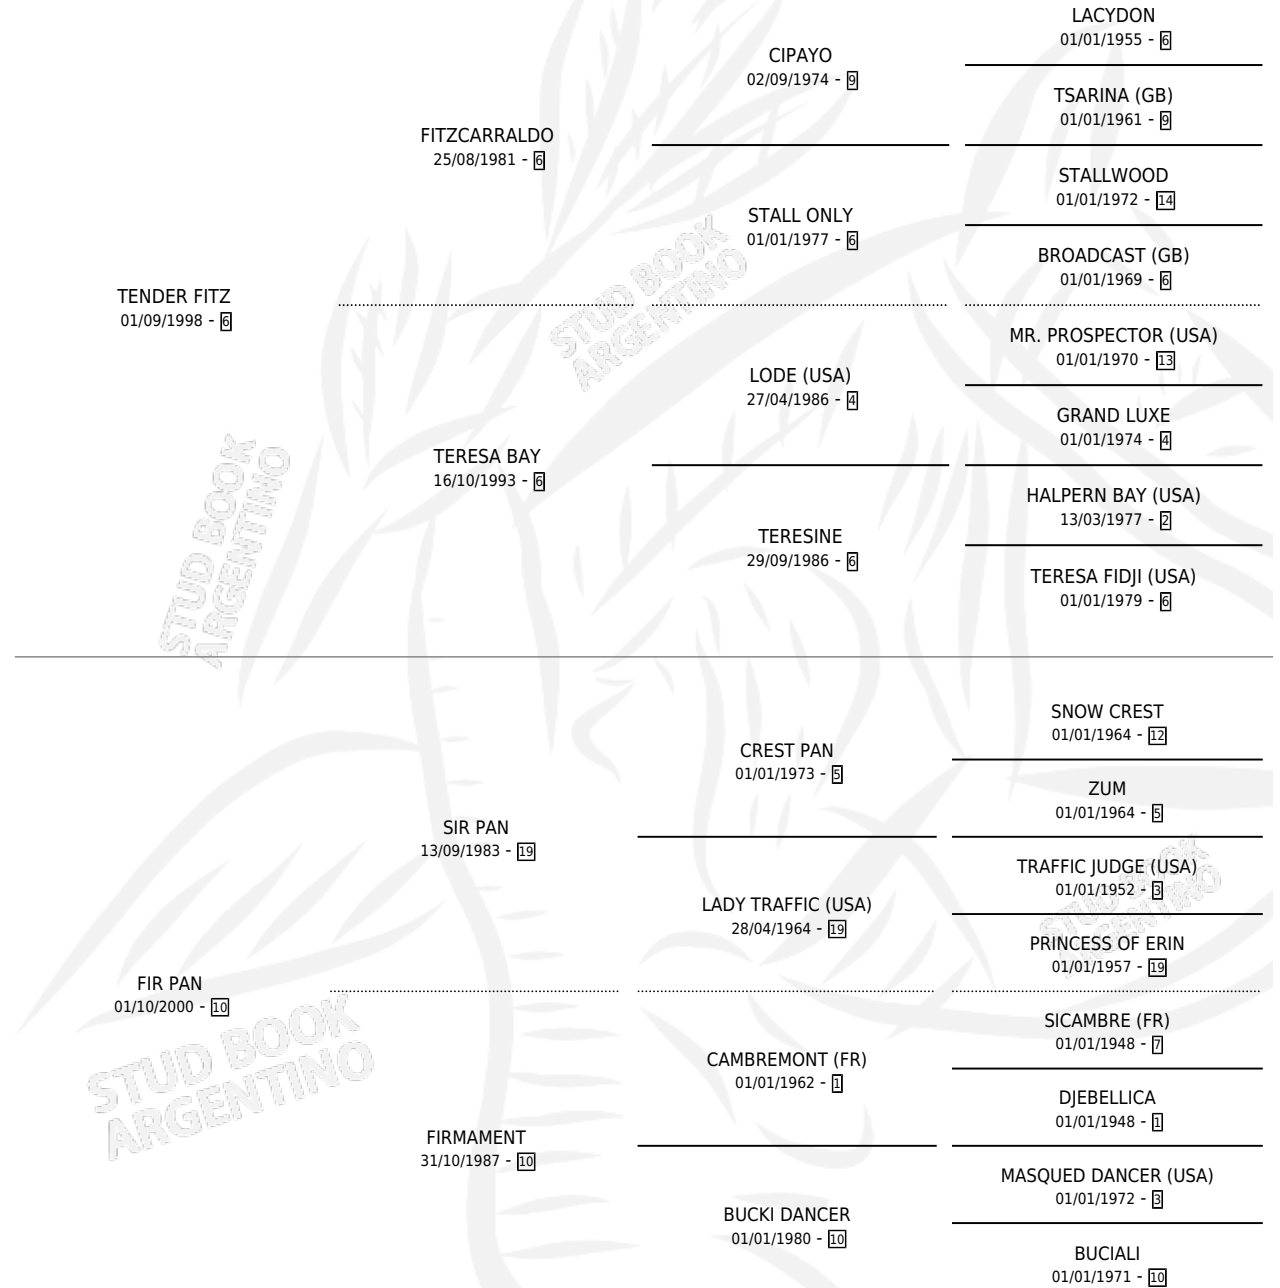 LACYDON
01/01/1955 - 6
CIPAYO
02/09/1974 - 9
TSARINA (GB)
01/01/1961 - 9
FITZCARRALDO
25/08/1981 - 6
STALLWOOD
01/01/1972 - 14
STALL ONLY
01/01/1977 - 6
BROADCAST (GB)
01/01/1969 - 6
TENDER FITZ
01/09/1998 - 6
STUD BOOK
ARGENTINO
MR. PROSPECTOR (USA)
01/01/1970 - 13
LODE (USA)
27/04/1986 - 4
GRAND LUXE
01/01/1974 - 4
TERESA BAY
16/10/1993 - 6
HALPERN BAY (USA)
13/03/1977 - 2
TERESINE
29/09/1986 - 6
TERESA FIDJI (USA)
01/01/1979 - 6
STUD BOOK
ARGENTINO
SNOW CREST
01/01/1964 - 12
CREST PAN
01/01/1973 - 5
ZUM
01/01/1964 - 5
SIR PAN
13/09/1983 - 19
TRAFFIC JUDGE (USA)
01/01/1952 - 3
LADY TRAFFIC (USA)
28/04/1964 - 19
STUD BOOK
ARGENTINO
PRINCESS OF ERIN
01/01/1957 - 19
FIR PAN
01/10/2000 - 10
SICAMBRE (FR)
01/01/1948 - 7
CAMBREMONT (FR)
01/01/1962 - 1
DJEBELLICA
01/01/1948 - 1
STUD BOOK
ARGENTINO
FIRMAMENT
31/10/1987 - 10
MASQUED DANCER (USA)
01/01/1972 - 3
BUCKI DANCER
01/01/1980 - 10
BUCIALI
01/01/1971 - 10